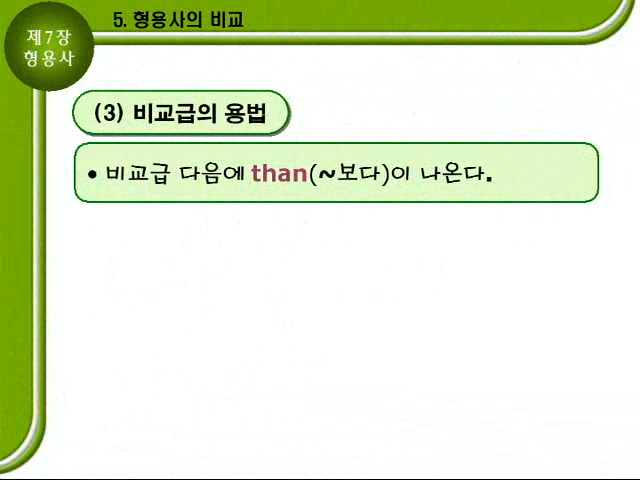 5. 형용사의 비교
제7장
형용사
(3) 비교급의 용법
• 비교급 다음에 than(~보다)이 나온다.